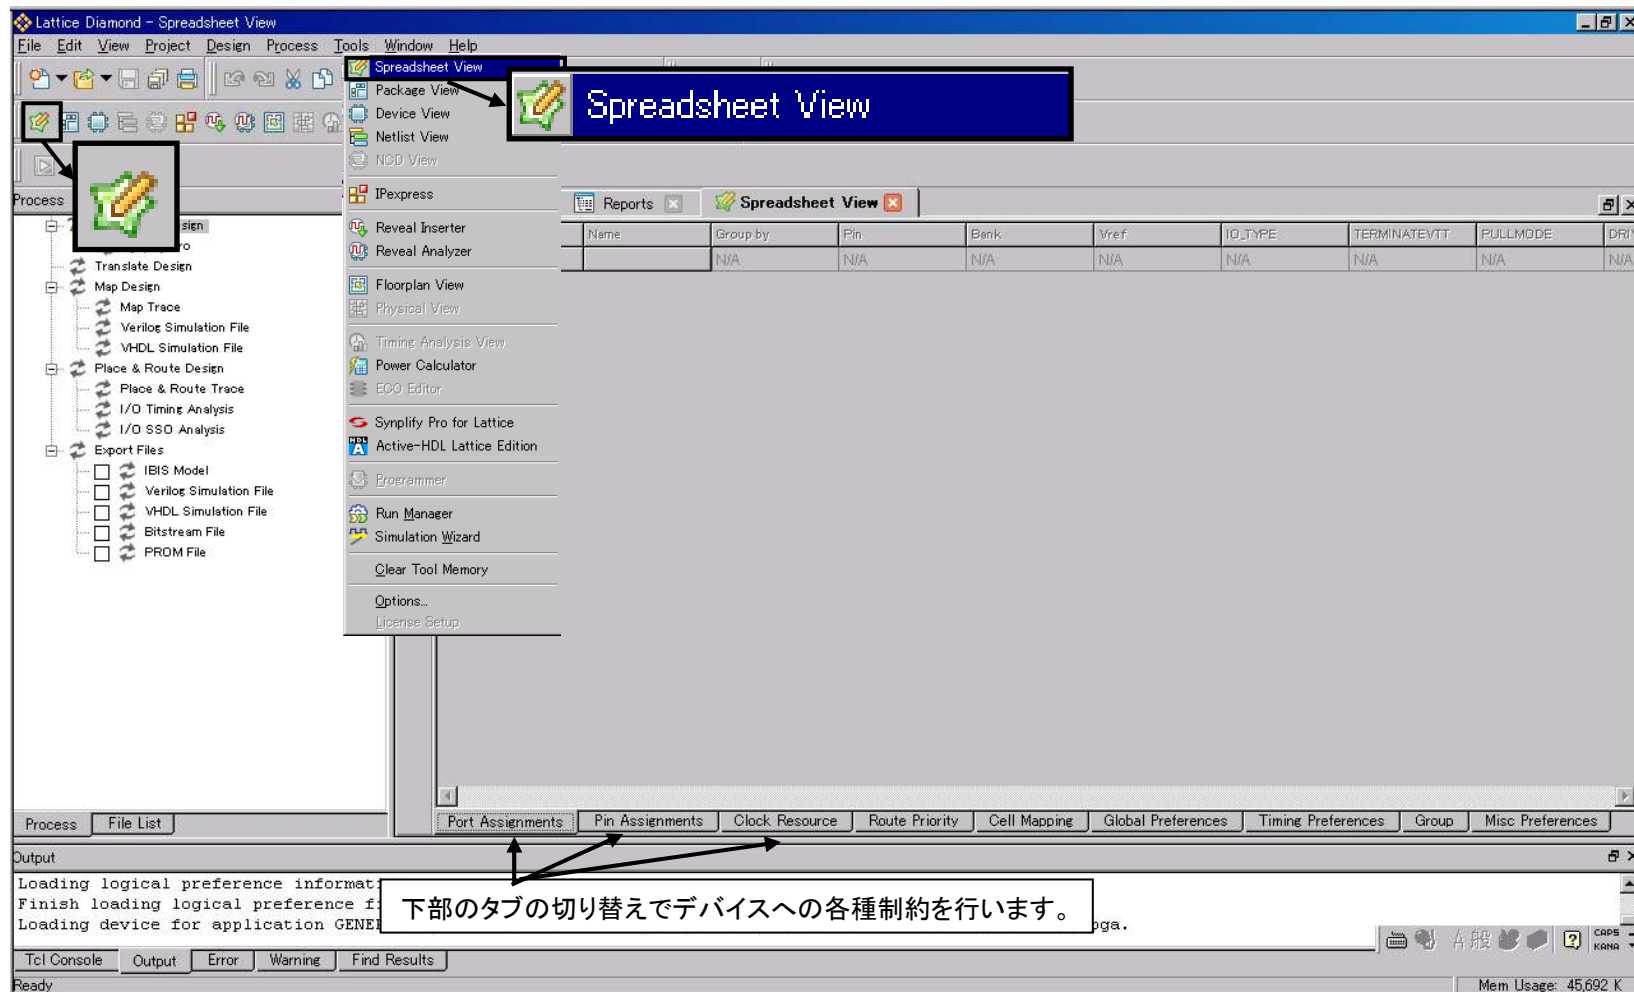 Lattice Diamond - Spreadsheet View
File Edit View Project Design Process Tools Window Help
Spreadsheet View
Package View
Device View
Netlist View
NCD View
IPexpress
Reveal Inserter
Reveal Analyzer
Floorplan View
Physical View
Timing Analysis View
Power Calculator
ECO Editor
Synplify Pro for Lattice
Active-HDL Lattice Edition
Programmer
Run Manager
Simulation Wizard
Clear Tool Memory
Options...
License Setup
Spreadsheet View
Process
sign
ro
Translate Design
Map Design
Map Trace
Verilog Simulation File
VHDL Simulation File
Place & Route Design
Place & Route Trace
I/O Timing Analysis
I/O SSO Analysis
Export Files
IBIS Model
Verilog Simulation File
VHDL Simulation File
Bitstream File
PROM File
Process File List
Reports Spreadsheet View
Name Group by Pin Bank Vref IO_TYPE TERMINATEVTT PULLMODE DRI
N/A N/A N/A N/A N/A N/A N/A N/A
Port Assignments Pin Assignments Clock Resource Route Priority Cell Mapping Global Preferences Timing Preferences Group Misc Preferences
Output
Loading logical preference informat
Finish loading logical preference f
Loading device for application GENE
oga.
下部のタブの切り替えでデバイスへの各種制約を行います。
A 般
CAPS
KANA
Tcl Console Output Error Warning Find Results
Ready
Mem Usage: 45,692 K